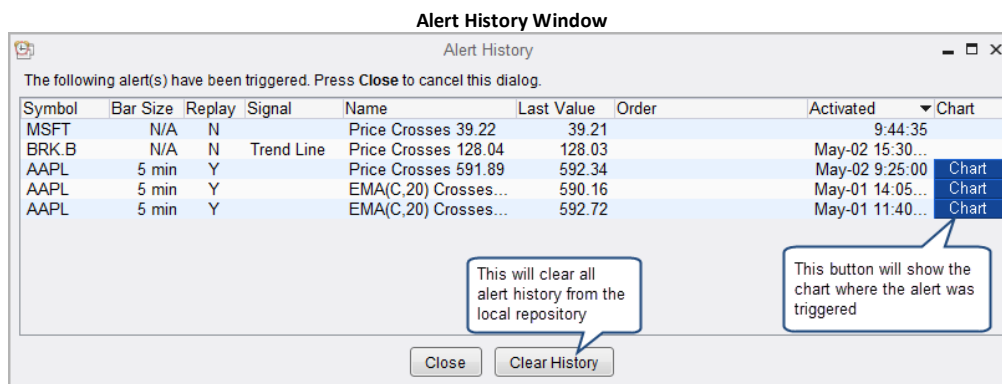 Alert History Window
Alert History
The following alert(s) have been triggered. Press Close to cancel this dialog.
Symbol Bar Size Replay Signal Name Last Value Order Activated Chart
MSFT N/A N Price Crosses 39.22 39.21 9:44:35
BRK.B N/A N Trend Line Price Crosses 128.04 128.03 May-02 15:30...
AAPL 5 min Y Price Crosses 591.89 592.34 May-02 9:25:00 Chart
AAPL 5 min Y EMA(C,20) Crosses... 590.16 May-01 14:05... Chart
AAPL 5 min Y EMA(C,20) Crosses... 592.72 May-01 11:40... Chart
This will clear all
alert history from the
local repository
This button will show the
chart where the alert was
triggered
Close Clear History